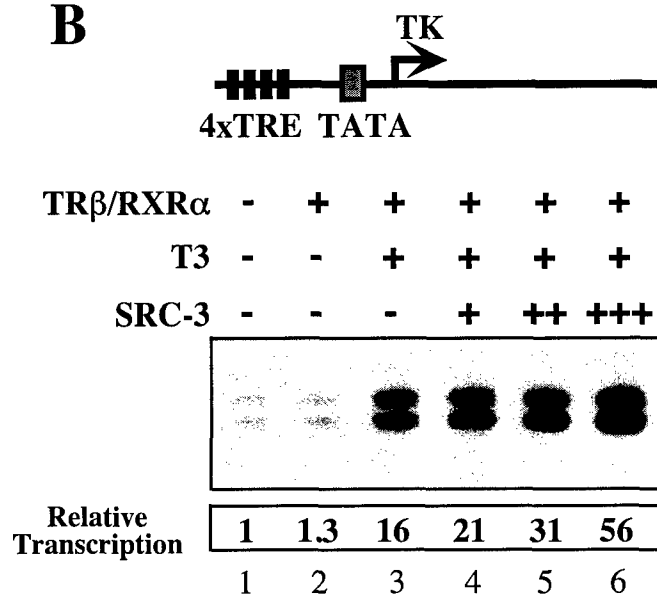 B
TK
4xTRE TATA
TRβ/RXRα - + + + + +
T3 - - + + + +
SRC-3 - - - + ++ +++
Relative Transcription 1 1.3 16 21 31 56
1 2 3 4 5 6